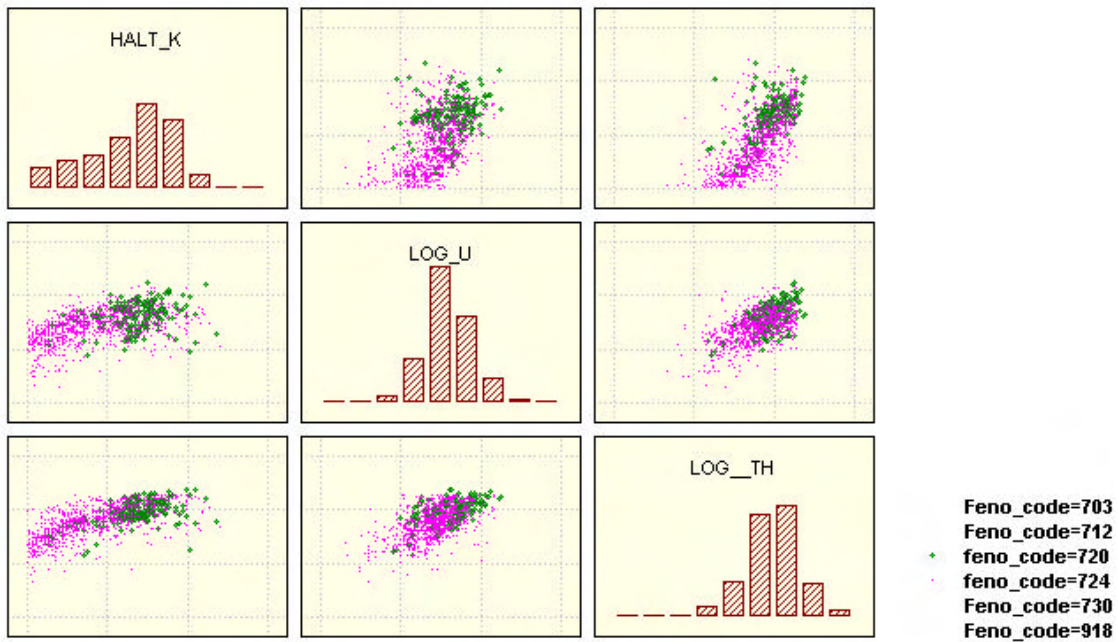 HALT_K
LOG_U
LOG__TH
Feno_code=703
Feno_code=712
feno_code=720
feno_code=724
Feno_code=730
Feno_code=918